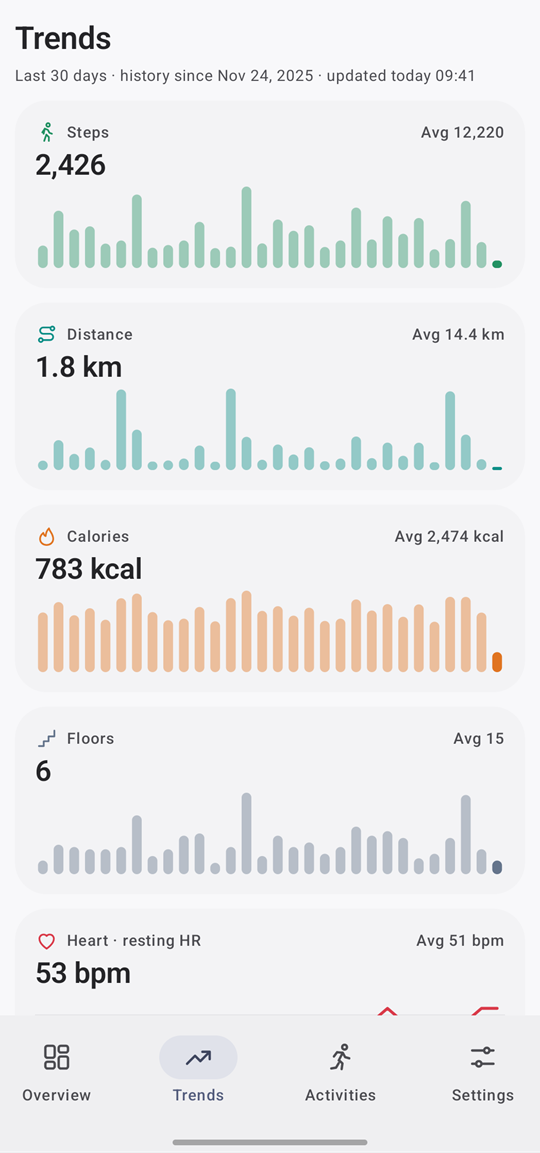 Trends
Last 30 days · history since Nov 24, 2025 · updated today 09:41
Steps Avg 12,220
2,426
Distance Avg 14.4 km
1.8 km
Calories Avg 2,474 kcal
783 kcal
Floors Avg 15
6
Heart · resting HR Avg 51 bpm
53 bpm
Overview Trends Activities Settings